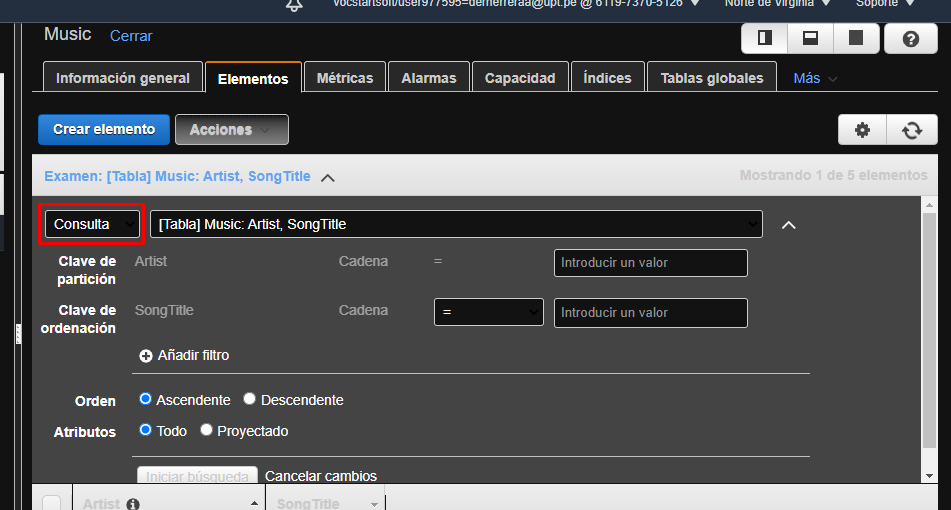 vocstartsoft/user977595=derherreraa@upt.pe @ 6119-7370-5126 Norte de Virginia Soporte
Music Cerrar
Información general Elementos Métricas Alarmas Capacidad Índices Tablas globales Más
Crear elemento Acciones
Examen: [Tabla] Music: Artist, SongTitle Mostrando 1 de 5 elementos
Consulta [Tabla] Music: Artist, SongTitle
Clave de partición Artist Cadena = Introducir un valor
Clave de ordenación SongTitle Cadena = Introducir un valor
Añadir filtro
Orden Ascendente Descendente
Atributos Todo Proyectado
Iniciar búsqueda Cancelar cambios
Artist SongTitle